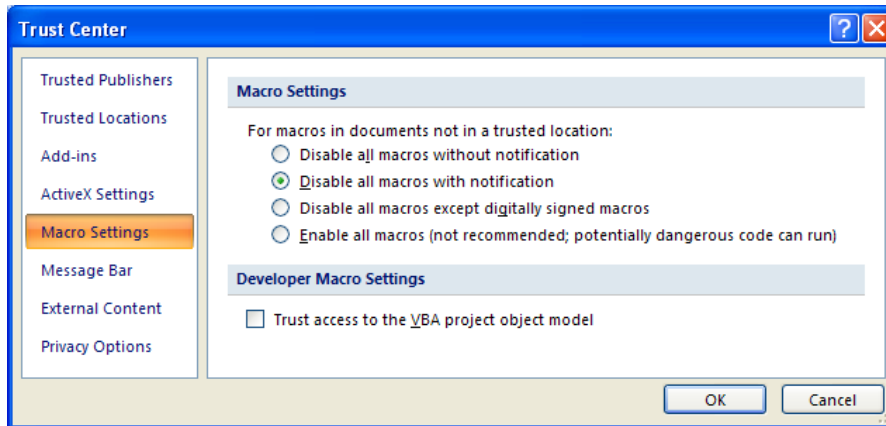 Trust Center
Trusted Publishers
Trusted Locations
Add-ins
ActiveX Settings
Macro Settings
Message Bar
External Content
Privacy Options
Macro Settings
For macros in documents not in a trusted location:
Disable all macros without notification
Disable all macros with notification
Disable all macros except digitally signed macros
Enable all macros (not recommended; potentially dangerous code can run)
Developer Macro Settings
Trust access to the VBA project object model
OK
Cancel